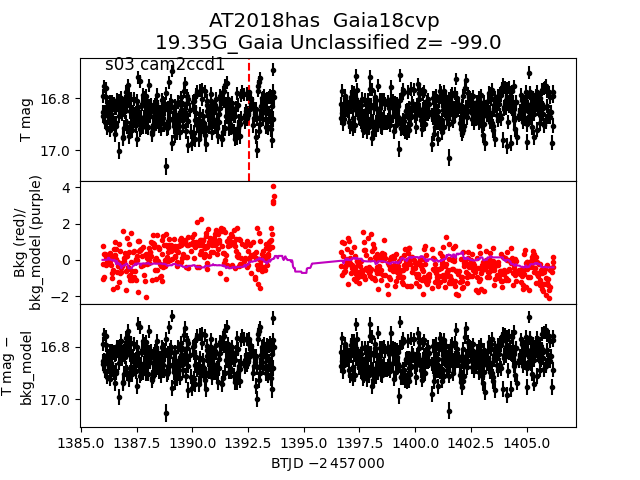 AT2018has  Gaia18cvp
19.35G_Gaia Unclassified z= -99.0
s03 cam2ccd1
T mag
16.8
17.0
Bkg (red)/
bkg_model (purple)
4
2
0
−2
T mag −
bkg_model
16.8
17.0
1385.0 1387.5 1390.0 1392.5 1395.0 1397.5 1400.0 1402.5 1405.0
BTJD −2 457 000